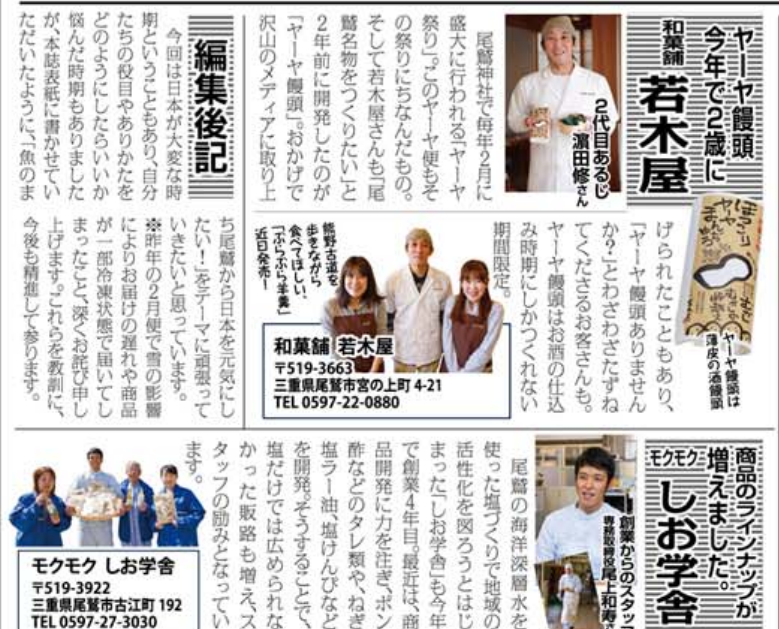 ヤーヤ饅頭
今年で2歳に
和菓舗
若木屋
2代目あるじ
濵田修さん
尾鷲神社で毎年2月に
盛大に行われる「ヤーヤ
祭り」。このヤーヤ便もそ
の祭りにちなんだもの。
そして若木屋さんも「尾
鷲名物をつくりたい」と
2年前に開発したのが
「ヤーヤ饅頭」。おかげで
沢山のメディアに取り上
げられたこともあり、
「ヤーヤ饅頭ありません
か?」とわざわざたずね
てくださるお客さんも。
ヤーヤ饅頭はお酒の仕込
み時期にしかつくれない
期間限定。
ほっこり
ヤーヤ
まんぢう
ヤーヤ饅頭は
薄皮の酒饅頭
熊野古道を
歩きながら
食べてほしい、
「ぶらぶら羊羹」
近日発売!
和菓舗 若木屋
〒519-3663
三重県尾鷲市宮の上町 4-21
TEL 0597-22-0880
編集後記
今回は日本が大変な時
期ということもあり、自分
たちの役目やありかたを
どのようにしたらいいか
悩んだ時期もありました
が、本誌表紙に書かせてい
ただいたように、「魚のま
ち尾鷲から日本を元気にし
たい!」をテーマに頑張って
いきたいと思っています。
※昨年の2月便で雪の影響
によりお届けの遅れや商品
が一部冷凍状態で届いてし
まったこと、深くお詫び申し
上げます。これらを教訓に、
今後も精進して参ります。
商品のラインナップが
増えました。
モクモク
しお学舎
創業からのスタッフ
専務取締役 尾上和寿さ
尾鷲の海洋深層水を
使った塩づくりで地域の
活性化を図ろうとはじ
まった「しお学舎」も今年
で創業4年目。最近は、商
品開発に力を注ぎ、ポン
酢などのタレ類や、ねぎ
塩ラー油、塩けんぴなど
を開発。そうすることで、
塩だけでは広められな
かった販路も増え、ス
タッフの励みとなってい
ます。
モクモク しお学舎
〒519-3922
三重県尾鷲市古江町 192
TEL 0597-27-3030